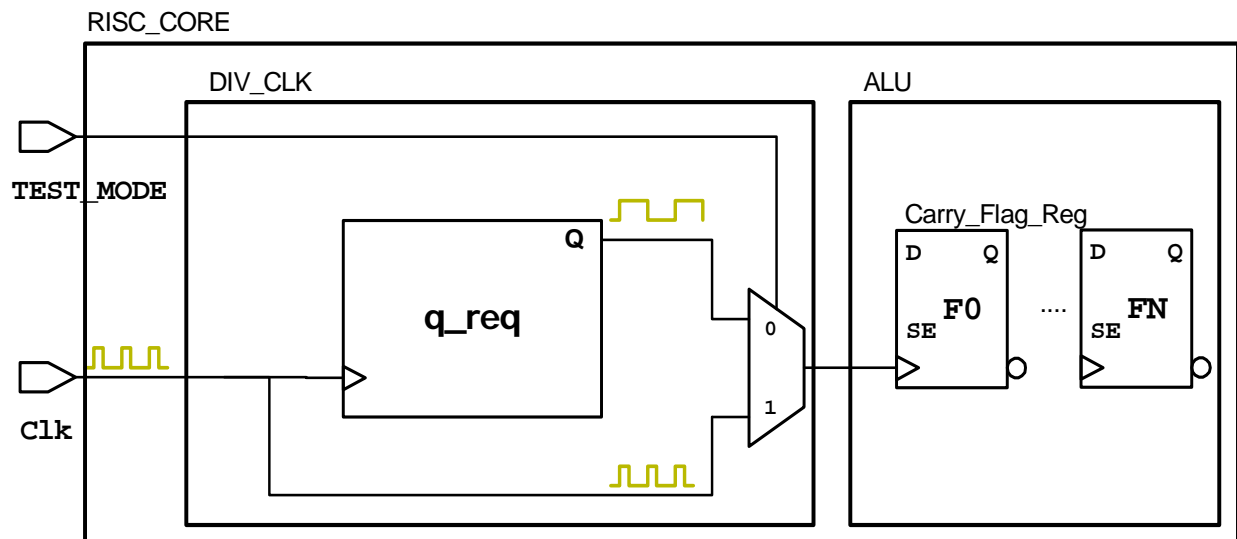 RISC_CORE
DIV_CLK
ALU
TEST_MODE
Carry_Flag_Reg
Q
D Q
D Q
q_req
0
F0
....
FN
SE
SE
Clk
1